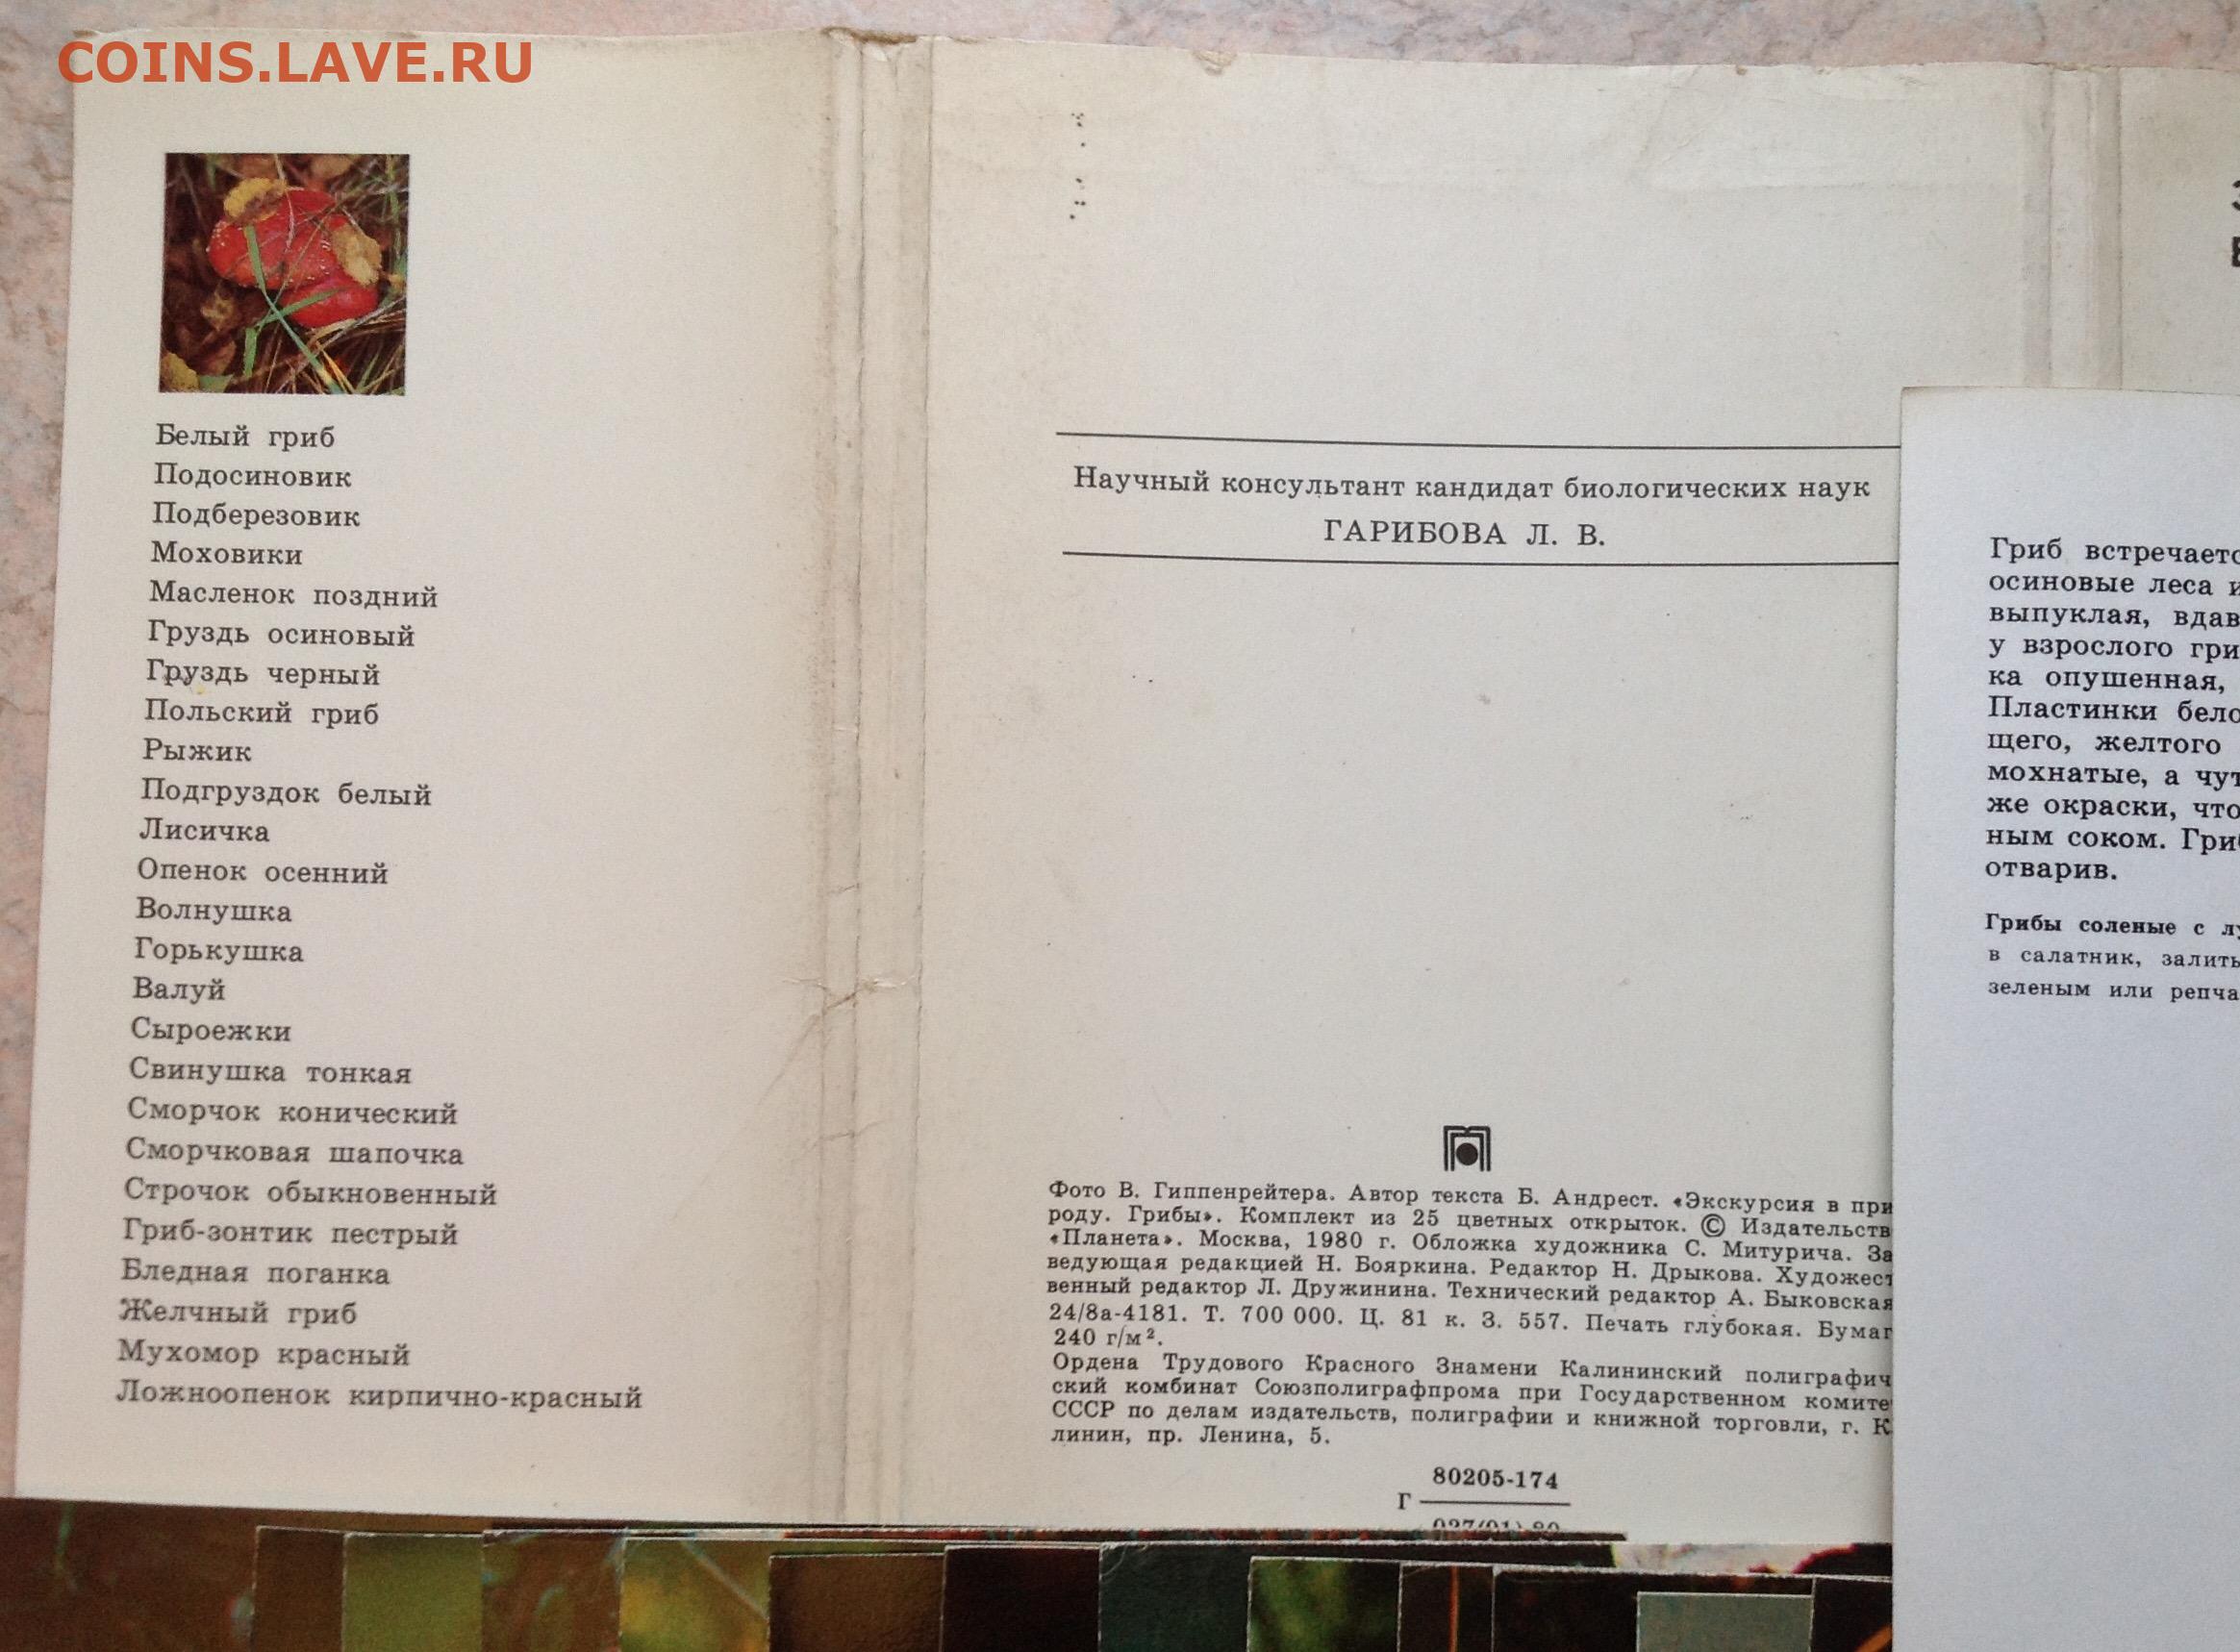 COINS.LAVE.RU
Белый гриб
Подосиновик
Подберезовик
Моховики
Масленок поздний
Груздь осиновый
Груздь черный
Польский гриб
Рыжик
Подгруздок белый
Лисичка
Опенок осенний
Волнушка
Горькушка
Валуй
Сыроежки
Свинушка тонкая
Сморчок конический
Сморчковая шапочка
Строчок обыкновенный
Гриб-зонтик пестрый
Бледная поганка
Желчный гриб
Мухомор красный
Ложноопенок кирпично-красный
Научный консультант кандидат биологических наук
ГАРИБОВА Л. В.
Фото В. Гиппенрейтера. Автор текста Б. Андрест. «Экскурсия в при
роду. Грибы». Комплект из 25 цветных открыток. © Издательств
«Планета». Москва, 1980 г. Обложка художника С. Митурича. За
ведующая редакцией Н. Бояркина. Редактор Н. Дрыкова. Художест
венный редактор Л. Дружинина. Технический редактор А. Быковская
24/8а-4181. Т. 700 000. Ц. 81 к. З. 557. Печать глубокая. Бумаг
240 г/м².
Ордена Трудового Красного Знамени Калининский полиграфич
ский комбинат Союзполиграфпрома при Государственном комите
СССР по делам издательств, полиграфии и книжной торговли, г. К
линин, пр. Ленина, 5.
80205-174
Г
027(01)-80
Гриб встречаетс
осиновые леса и
выпуклая, вдав
у взрослого гри
ка опушенная,
Пластинки бело
щего, желтого
мохнатые, а чут
же окраски, что
ным соком. Гриб
отварив.
Грибы соленые с лу
в салатник, залить
зеленым или репча